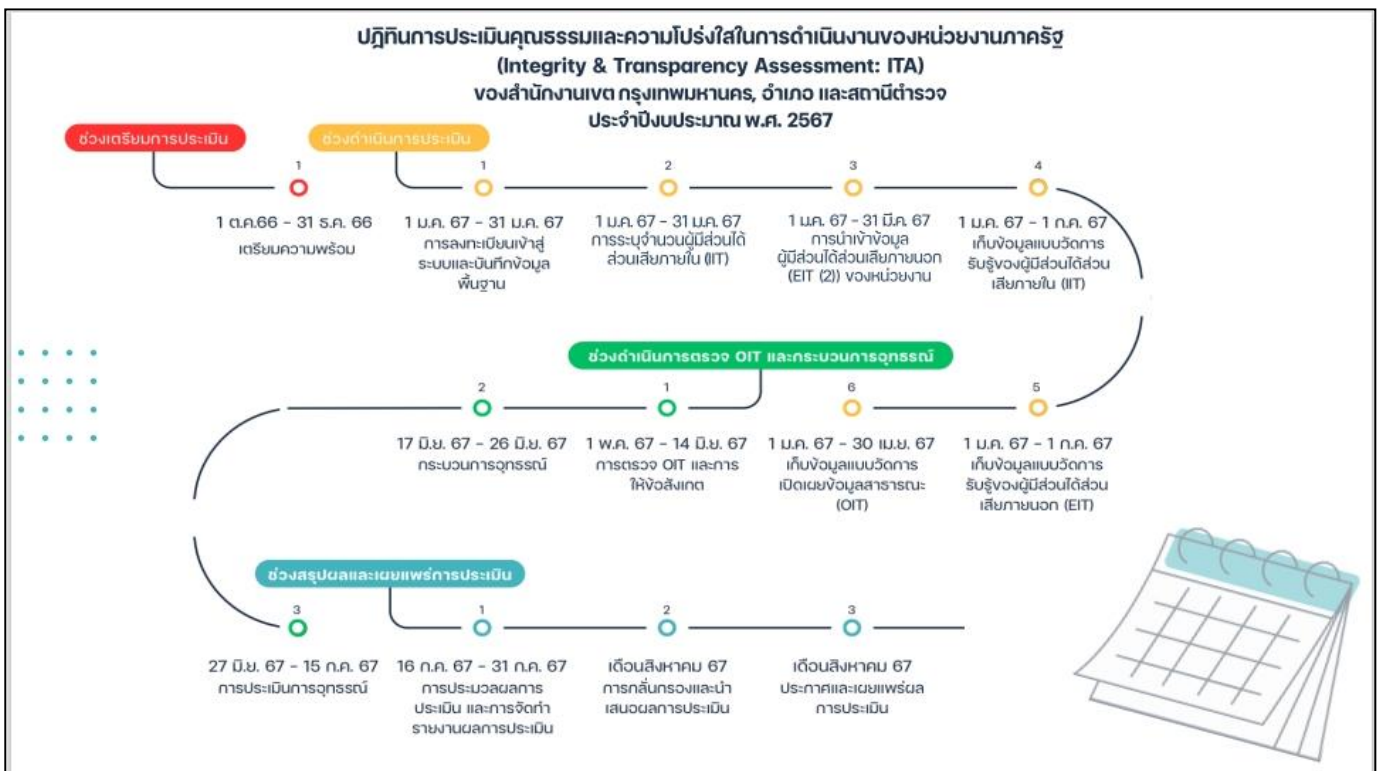 ปฏิทินการประเมินคุณธรรมและความโปร่งใสในการดำเนินงานของหน่วยงานภาครัฐ
(Integrity & Transparency Assessment: ITA)
ของสำนักงานเขต กรุงเทพมหานคร, อำเภอ และสถานีตำรวจ
ประจำปีงบประมาณ พ.ศ. 2567
ช่วงเตรียมการประเมิน
1
1 ต.ค.66 - 31 ธ.ค. 66
เตรียมความพร้อม
ช่วงดำเนินการประเมิน
1
1 ม.ค. 67 - 31 ม.ค. 67
การลงทะเบียนเข้าสู่
ระบบและบันทึกข้อมูล
พื้นฐาน
2
1 ม.ค. 67 - 31 ม.ค. 67
การระบุจำนวนผู้มีส่วนได้
ส่วนเสียภายใน (IIT)
3
1 ม.ค. 67 - 31 มี.ค. 67
การนำเข้าข้อมูล
ผู้มีส่วนได้ส่วนเสียภายนอก
(EIT (2)) ของหน่วยงาน
4
1 ม.ค. 67 - 1 ก.ค. 67
เก็บข้อมูลแบบวัดการ
รับรู้ของผู้มีส่วนได้ส่วน
เสียภายใน (IIT)
5
1 ม.ค. 67 - 1 ก.ค. 67
เก็บข้อมูลแบบวัดการ
รับรู้ของผู้มีส่วนได้ส่วน
เสียภายนอก (EIT)
6
1 ม.ค. 67 - 30 เม.ย. 67
เก็บข้อมูลแบบวัดการ
เปิดเผยข้อมูลสาธารณะ
(OIT)
ช่วงดำเนินการตรวจ OIT และกระบวนการอุทธรณ์
1
1 พ.ค. 67 - 14 มิ.ย. 67
การตรวจ OIT และการ
ให้ข้อสังเกต
2
17 มิ.ย. 67 - 26 มิ.ย. 67
กระบวนการอุทธรณ์
3
27 มิ.ย. 67 - 15 ก.ค. 67
การประเมินการอุทธรณ์
ช่วงสรุปผลและเผยแพร่การประเมิน
1
16 ก.ค. 67 - 31 ก.ค. 67
การประมวลผลการ
ประเมิน และการจัดทำ
รายงานผลการประเมิน
2
เดือนสิงหาคม 67
การกลั่นกรองและนำ
เสนอผลการประเมิน
3
เดือนสิงหาคม 67
ประกาศและเผยแพร่ผล
การประเมิน